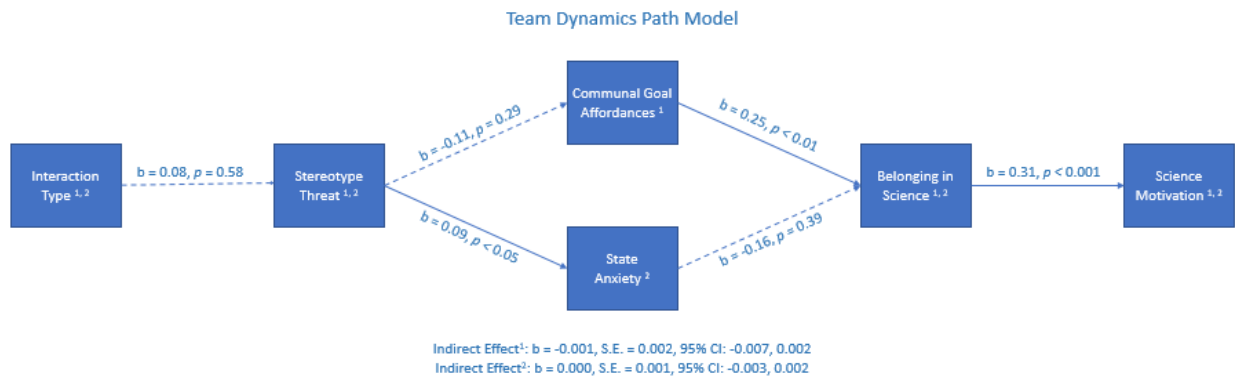 Team Dynamics Path Model
Communal Goal
Affordances ¹
b = -0.11, p = 0.29
b = 0.25, p < 0.01
Interaction
Type ¹, ²
b = 0.08, p = 0.58
Stereotype
Threat ¹, ²
Belonging in
Science ¹, ²
b = 0.31, p < 0.001
Science
Motivation ¹, ²
b = 0.09, p < 0.05
b = -0.16, p = 0.39
State
Anxiety ²
Indirect Effect¹: b = -0.001, S.E. = 0.002, 95% CI: -0.007, 0.002
Indirect Effect²: b = 0.000, S.E. = 0.001, 95% CI: -0.003, 0.002